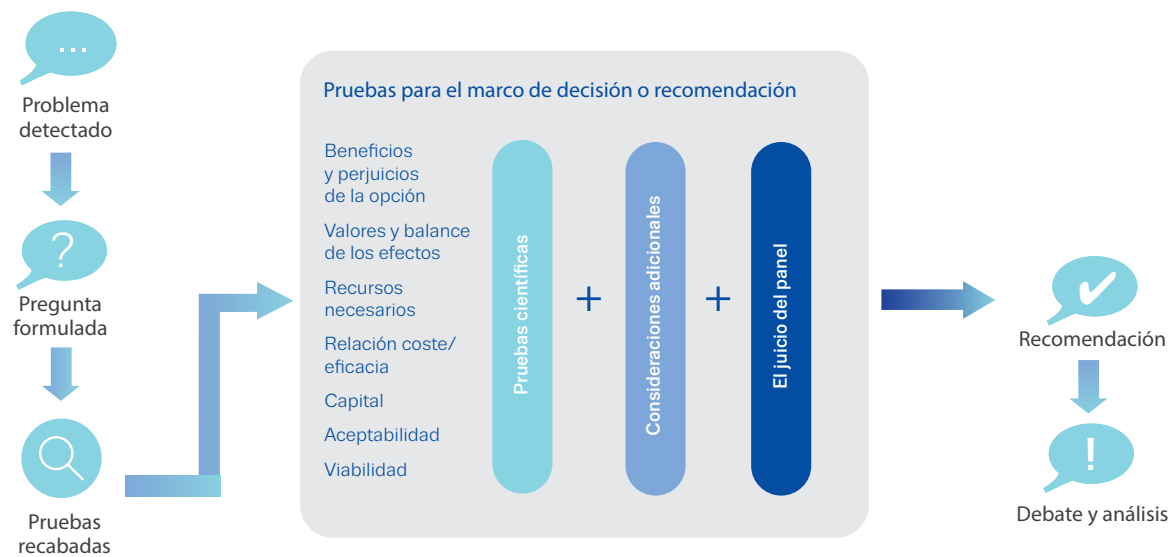 ...
Problema
detectado
?
Pregunta
formulada
Pruebas
recabadas
Pruebas para el marco de decisión o recomendación
Beneficios
y perjuicios
de la opción
Valores y balance
de los efectos
Recursos
necesarios
Relación coste/
eficacia
Capital
Aceptabilidad
Viabilidad
Pruebas científicas
+
Consideraciones adicionales
+
El juicio del panel
Recomendación
!
Debate y análisis